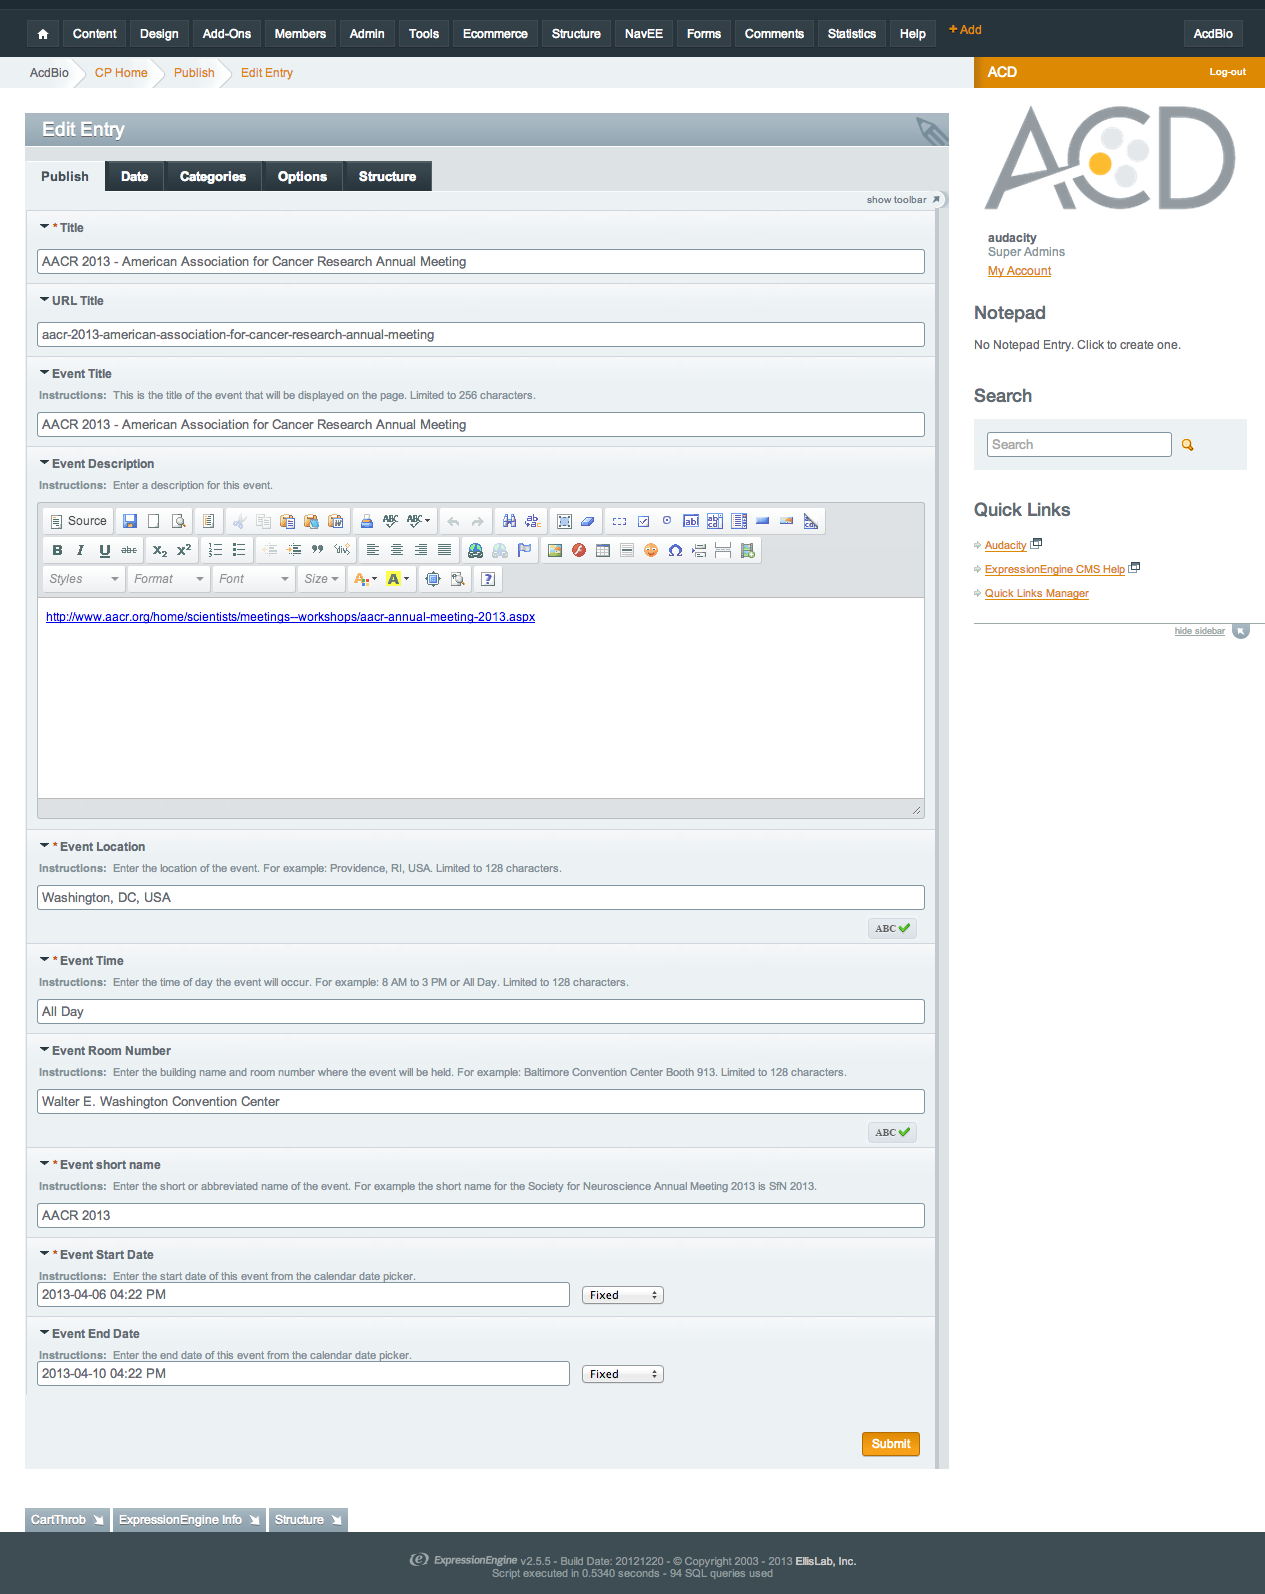 Content Design Add-Ons Members Admin Tools Ecommerce Structure NavEE Forms Comments Statistics Help + Add AcdBio
AcdBio CP Home Publish Edit Entry
ACD Log-out
Edit Entry
Publish Date Categories Options Structure
show toolbar
* Title
AACR 2013 - American Association for Cancer Research Annual Meeting
URL Title
aacr-2013-american-association-for-cancer-research-annual-meeting
Event Title
Instructions: This is the title of the event that will be displayed on the page. Limited to 256 characters.
AACR 2013 - American Association for Cancer Research Annual Meeting
Event Description
Instructions: Enter a description for this event.
Source
Styles Format Font Size
http://www.aacr.org/home/scientists/meetings--workshops/aacr-annual-meeting-2013.aspx
* Event Location
Instructions: Enter the location of the event. For example: Providence, RI, USA. Limited to 128 characters.
Washington, DC, USA
ABC
* Event Time
Instructions: Enter the time of day the event will occur. For example: 8 AM to 3 PM or All Day. Limited to 128 characters.
All Day
Event Room Number
Instructions: Enter the building name and room number where the event will be held. For example: Baltimore Convention Center Booth 913. Limited to 128 characters.
Walter E. Washington Convention Center
ABC
* Event short name
Instructions: Enter the short or abbreviated name of the event. For example the short name for the Society for Neuroscience Annual Meeting 2013 is SfN 2013.
AACR 2013
* Event Start Date
Instructions: Enter the start date of this event from the calendar date picker.
2013-04-06 04:22 PM Fixed
Event End Date
Instructions: Enter the end date of this event from the calendar date picker.
2013-04-10 04:22 PM Fixed
Submit
ACD
audacity
Super Admins
My Account
Notepad
No Notepad Entry. Click to create one.
Search
Search
Quick Links
Audacity
ExpressionEngine CMS Help
Quick Links Manager
hide sidebar
CartThrob ExpressionEngine Info Structure
ExpressionEngine v2.5.5 - Build Date: 20121220 - © Copyright 2003 - 2013 EllisLab, Inc.
Script executed in 0.5340 seconds - 94 SQL queries used